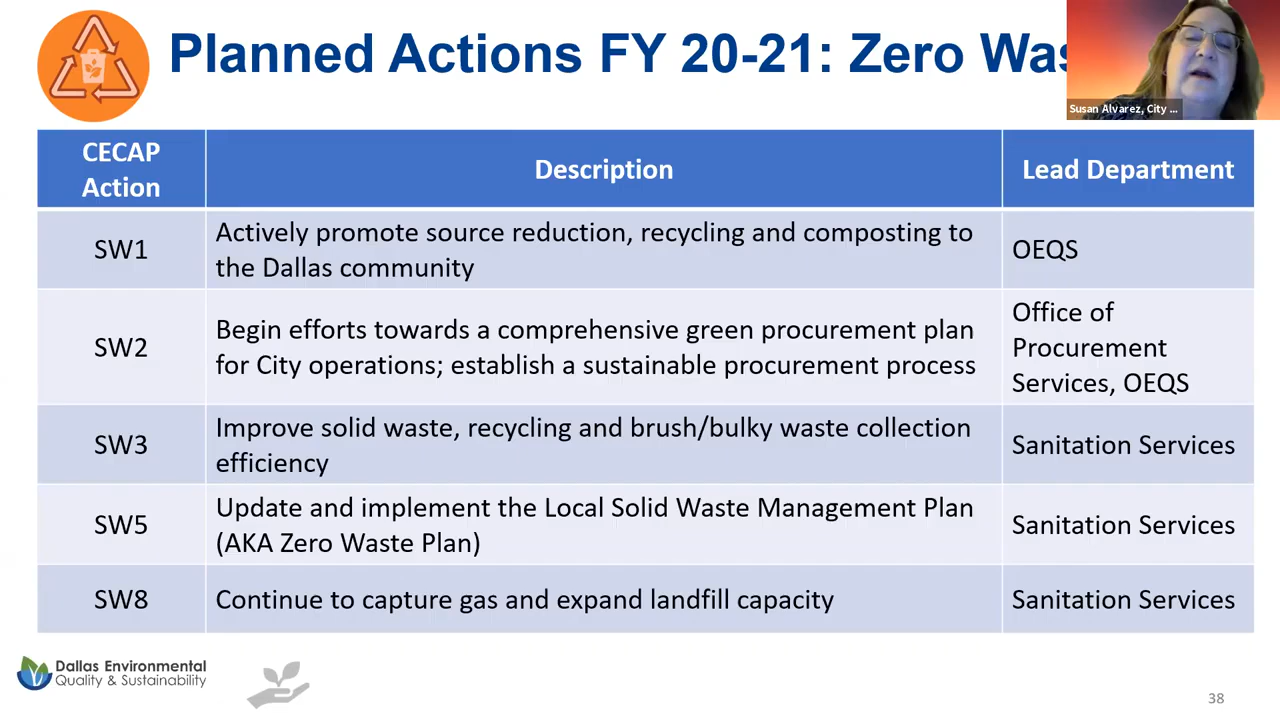 Planned Actions FY 20-21: Zero Was
Susan Alvarez, City ...
CECAP
Action
Description
Lead Department
SW1
Actively promote source reduction, recycling and composting to
the Dallas community
OEQS
SW2
Begin efforts towards a comprehensive green procurement plan
for City operations; establish a sustainable procurement process
Office of
Procurement
Services, OEQS
SW3
Improve solid waste, recycling and brush/bulky waste collection
efficiency
Sanitation Services
SW5
Update and implement the Local Solid Waste Management Plan
(AKA Zero Waste Plan)
Sanitation Services
SW8
Continue to capture gas and expand landfill capacity
Sanitation Services
Dallas Environmental
Quality & Sustainability
38